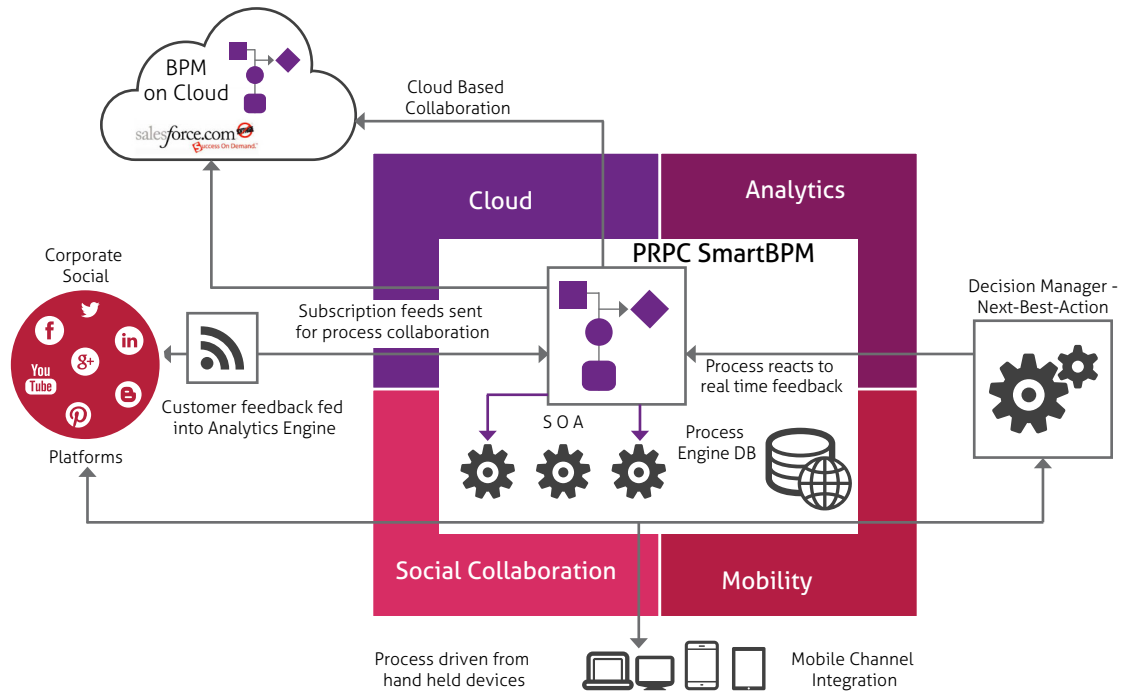 BPM
on Cloud
salesforce.com
Success On Demand.
Cloud Based
Collaboration
Cloud
Analytics
PRPC SmartBPM
Corporate
Social
f
in
g+
You
Tube
B
Platforms
Subscription feeds sent
for process collaboration
Customer feedback fed
into Analytics Engine
Decision Manager -
Next-Best-Action
Process reacts to
real time feedback
S O A
Process
Engine DB
Social Collaboration
Mobility
Process driven from
hand held devices
Mobile Channel
Integration